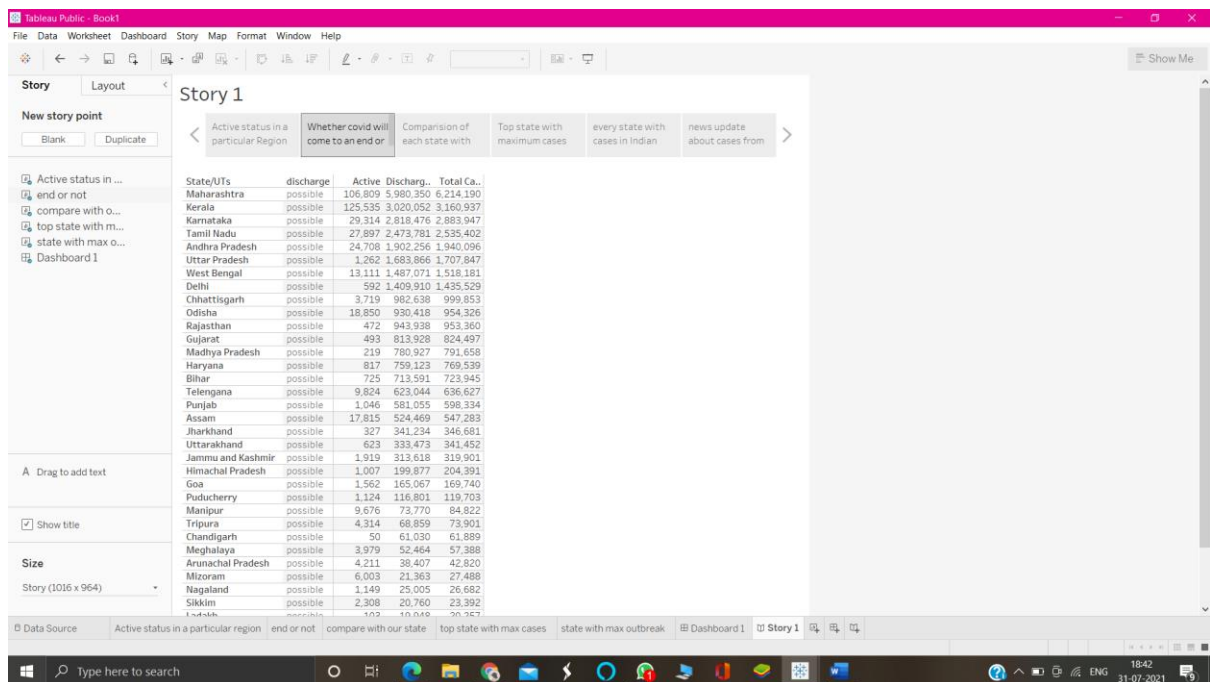 Tableau Public - Book1
File Data Worksheet Dashboard Story Map Format Window Help
Show Me
Story Layout
New story point
Blank Duplicate
Active status in ...
end or not
compare with o...
top state with m...
state with max o...
Dashboard 1
A Drag to add text
Show title
Size
Story (1016 x 964)
Story 1
Active status in a particular Region
Whether covid will come to an end or
Comparision of each state with
Top state with maximum cases
every state with cases in Indian
news update about cases from
State/UTs discharge Active Discharg.. Total Ca..
Maharashtra possible 106,809 5,980,350 6,214,190
Kerala possible 125,535 3,020,052 3,160,937
Karnataka possible 29,314 2,818,476 2,883,947
Tamil Nadu possible 27,897 2,473,781 2,535,402
Andhra Pradesh possible 24,708 1,902,256 1,940,096
Uttar Pradesh possible 1,262 1,683,866 1,707,847
West Bengal possible 13,111 1,487,071 1,518,181
Delhi possible 592 1,409,910 1,435,529
Chhattisgarh possible 3,719 982,638 999,853
Odisha possible 18,850 930,418 954,326
Rajasthan possible 472 943,938 953,360
Gujarat possible 493 813,928 824,497
Madhya Pradesh possible 219 780,927 791,658
Haryana possible 817 759,123 769,539
Bihar possible 725 713,591 723,945
Telengana possible 9,824 623,044 636,627
Punjab possible 1,046 581,055 598,334
Assam possible 17,815 524,469 547,283
Jharkhand possible 327 341,234 346,681
Uttarakhand possible 623 333,473 341,452
Jammu and Kashmir possible 1,919 313,618 319,901
Himachal Pradesh possible 1,007 199,877 204,391
Goa possible 1,562 165,067 169,740
Puducherry possible 1,124 116,801 119,703
Manipur possible 9,676 73,770 84,822
Tripura possible 4,314 68,859 73,901
Chandigarh possible 50 61,030 61,889
Meghalaya possible 3,979 52,464 57,388
Arunachal Pradesh possible 4,211 38,407 42,820
Mizoram possible 6,003 21,363 27,488
Nagaland possible 1,149 25,005 26,682
Sikkim possible 2,308 20,760 23,392
Data Source Active status in a particular region end or not compare with our state top state with max cases state with max outbreak Dashboard 1 Story 1
Type here to search
ENG
18:42
31-07-2021